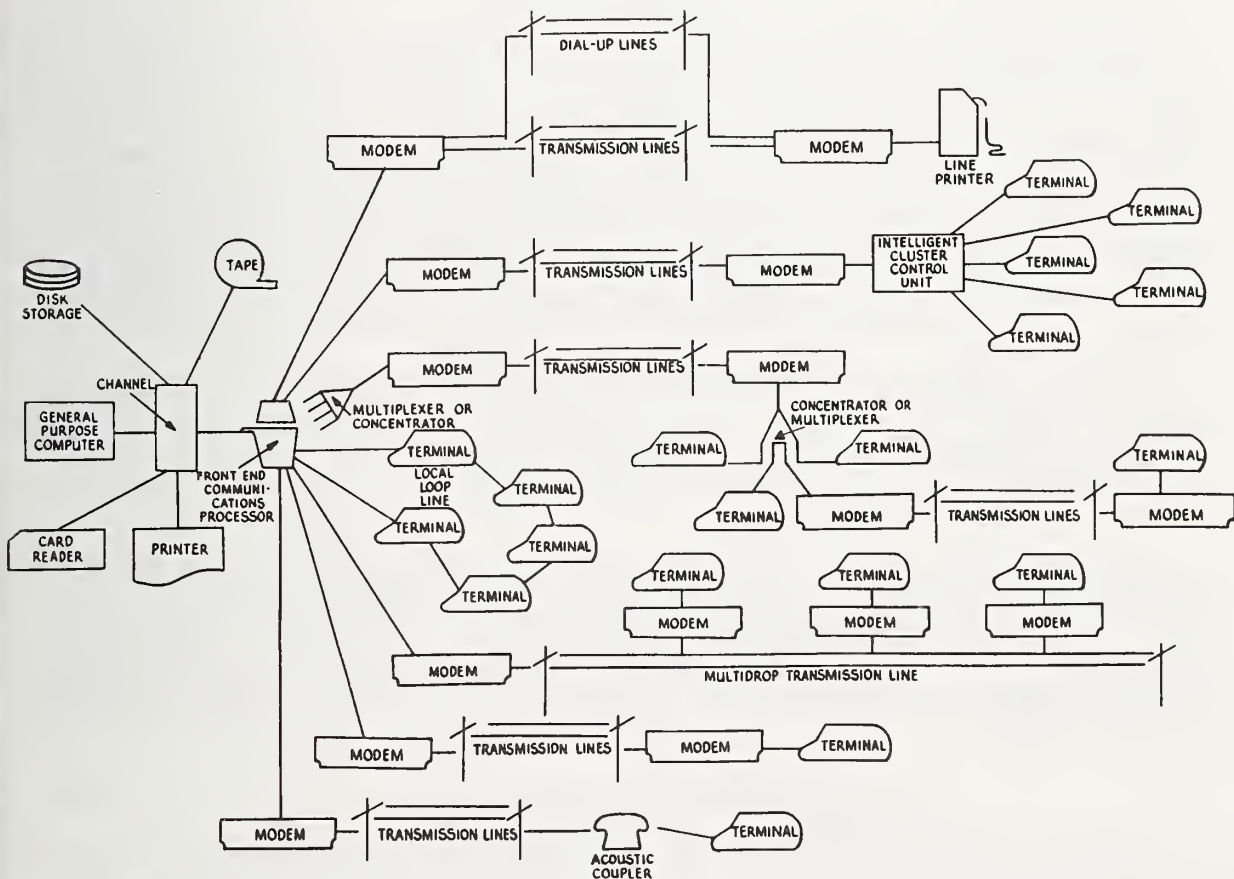 DIAL-UP LINES
MODEM
TRANSMISSION LINES
MODEM
LINE
PRINTER
TERMINAL
TERMINAL
TERMINAL
TERMINAL
TERMINAL
INTELLIGENT
CLUSTER
CONTROL
UNIT
MODEM
TRANSMISSION LINES
MODEM
TAPE
DISK
STORAGE
MODEM
TRANSMISSION LINES
MODEM
CHANNEL
MULTIPLEXER OR
CONCENTRATOR
CONCENTRATOR OR
MULTIPLEXER
GENERAL
PURPOSE
COMPUTER
TERMINAL
TERMINAL
TERMINAL
TERMINAL
FRONT END
COMMUNI-
CATIONS
PROCESSOR
LOCAL
LOOP
LINE
TERMINAL
TERMINAL
MODEM
TRANSMISSION LINES
MODEM
TERMINAL
TERMINAL
CARD
READER
PRINTER
TERMINAL
TERMINAL
TERMINAL
TERMINAL
MODEM
MODEM
MODEM
MODEM
MULTIDROP TRANSMISSION LINE
MODEM
TRANSMISSION LINES
MODEM
TERMINAL
MODEM
TRANSMISSION LINES
ACOUSTIC
COUPLER
TERMINAL